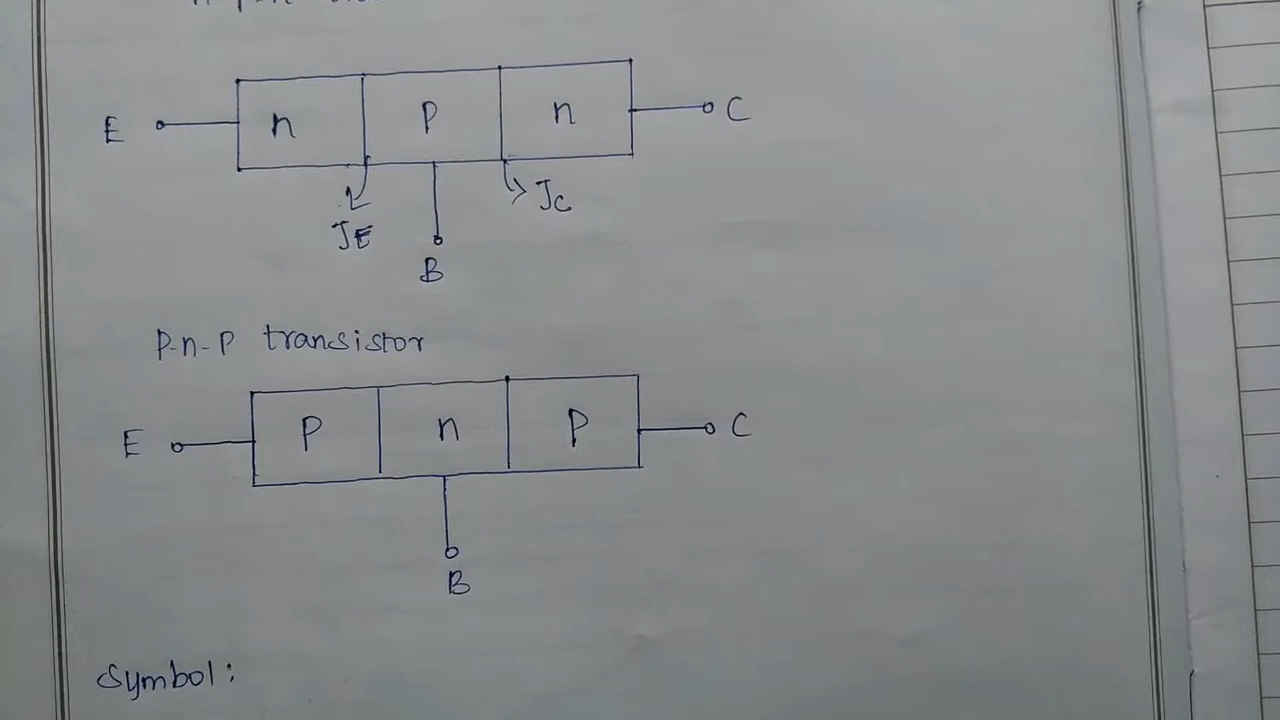 E n p n C
JE JC
B
P-n-P transistor
E P n P C
B
Symbol: